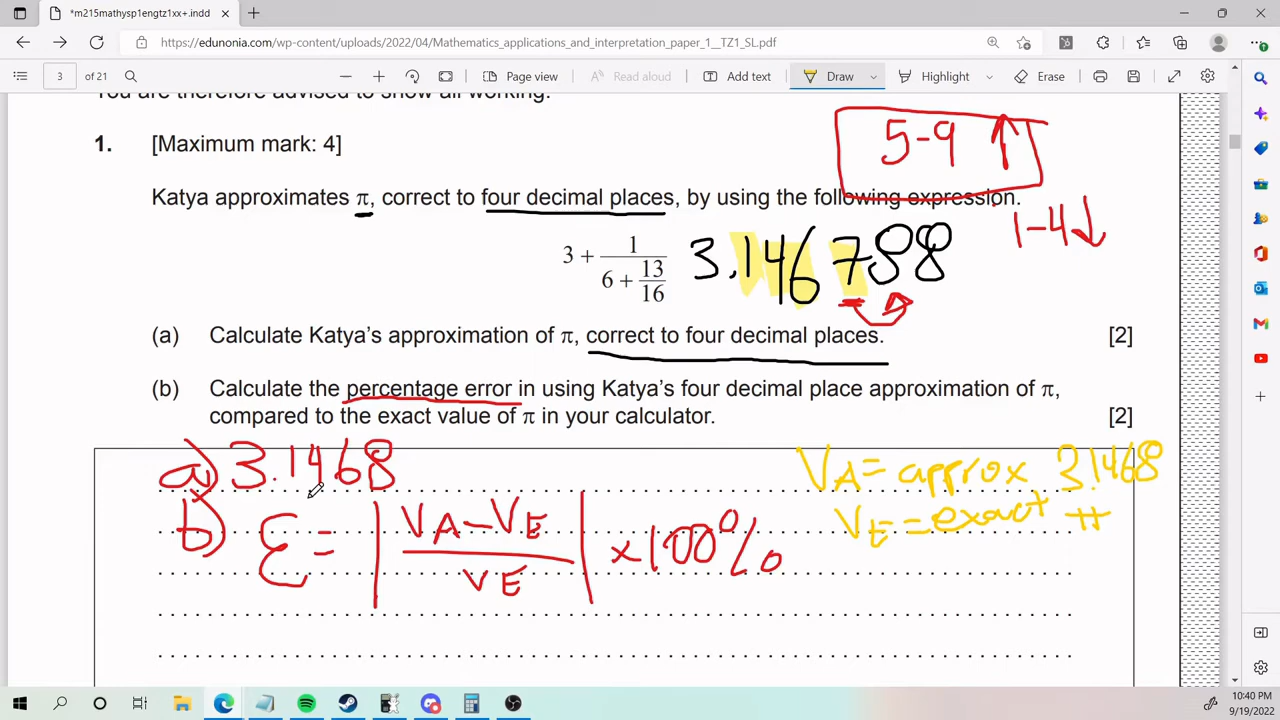 *m215mathysp1engtz1xx+.indd
https://edunonia.com/wp-content/uploads/2022/04/Mathematics_applications_and_interpretation_paper_1__TZ1_SL.pdf
3 of 21
Page view
Read aloud
Add text
Draw
Highlight
Erase
You are therefore advised to show all working.
1. [Maximum mark: 4]
5-9 ↑
Katya approximates π, correct to four decimal places, by using the following expression.
1-4↓
3 + 1 / (6 + 13/16)
3.146788
(a) Calculate Katya's approximation of π, correct to four decimal places. [2]
(b) Calculate the percentage error in using Katya's four decimal place approximation of π,
compared to the exact value of π in your calculator. [2]
a) 3.1468
VA = approx 3.1468
b) ε = | (VA - VE) / VE | × 100%
VE = exact π
10:40 PM
9/19/2022